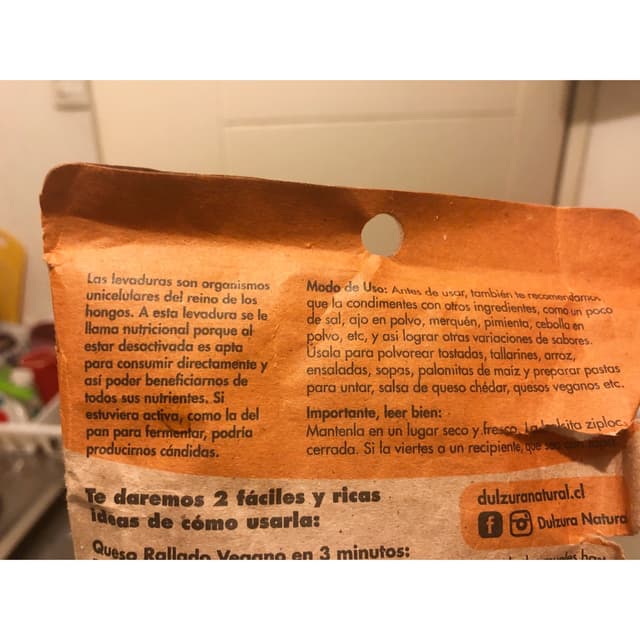 Las levaduras son organismos
unicelulares del reino de los
hongos. A esta levadura se le
llama nutricional porque al
estar desactivada es apta
para consumir directamente y
así poder beneficiarnos de
todos sus nutrientes. Si
estuviera activa, como la del
pan para fermentar, podría
producirnos cándidas.
Modo de Uso: Antes de usar, también te recomendamos
que la condimentes con otros ingredientes, como un poco
de sal, ajo en polvo, merquén, pimienta, cebolla en
polvo, etc, y asi lograr otras variaciones de sabores.
Usala para polvorear tostadas, tallarines, arroz,
ensaladas, sopas, palomitas de maíz y preparar pastas
para untar, salsa de queso chédar, quesos veganos etc.
Importante, leer bien:
Mantenla en un lugar seco y fresco. La ziploc
cerrada. Si la viertes a un recipiente, que
Te daremos 2 fáciles y ricas
ideas de cómo usarla:
Queso Rallado Vegano en 3 minutos:
dulzuranatural.cl
Dulzura Natura